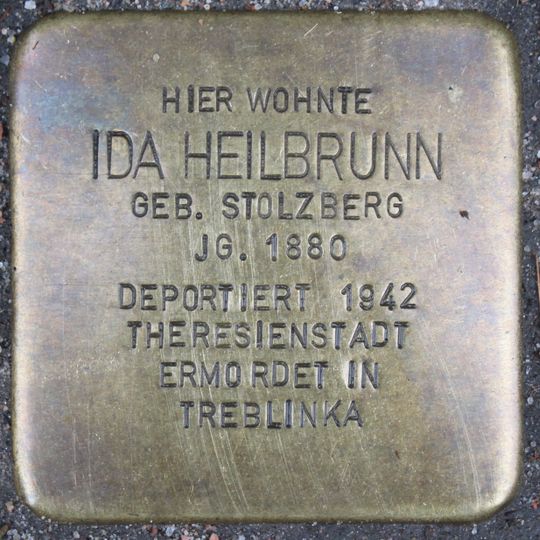 HIER WOHNTE
IDA HEILBRUNN
GEB. STOLZBERG
JG. 1880
DEPORTIERT 1942
THERESIENSTADT
ERMORDET IN
TREBLINKA